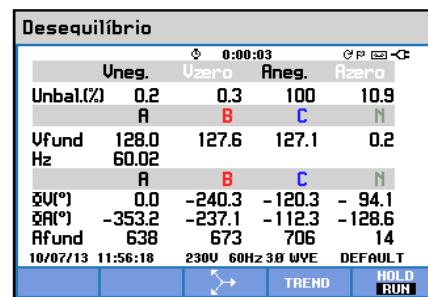 Desequilíbrio
0:00:03
Vneg. Vzero Aneg. Azero
Unbal.(%) 0.2 0.3 100 10.9
A B C N
Vfund 128.0 127.6 127.1 0.2
Hz 60.02
A B C N
ΦV(°) 0.0 -240.3 -120.3 - 94.1
ΦA(°) -353.2 -237.1 -112.3 -128.6
Afund 638 673 706 14
10/07/13 11:56:18 230V 60Hz 3Ø WYE DEFAULT
TREND HOLD
RUN